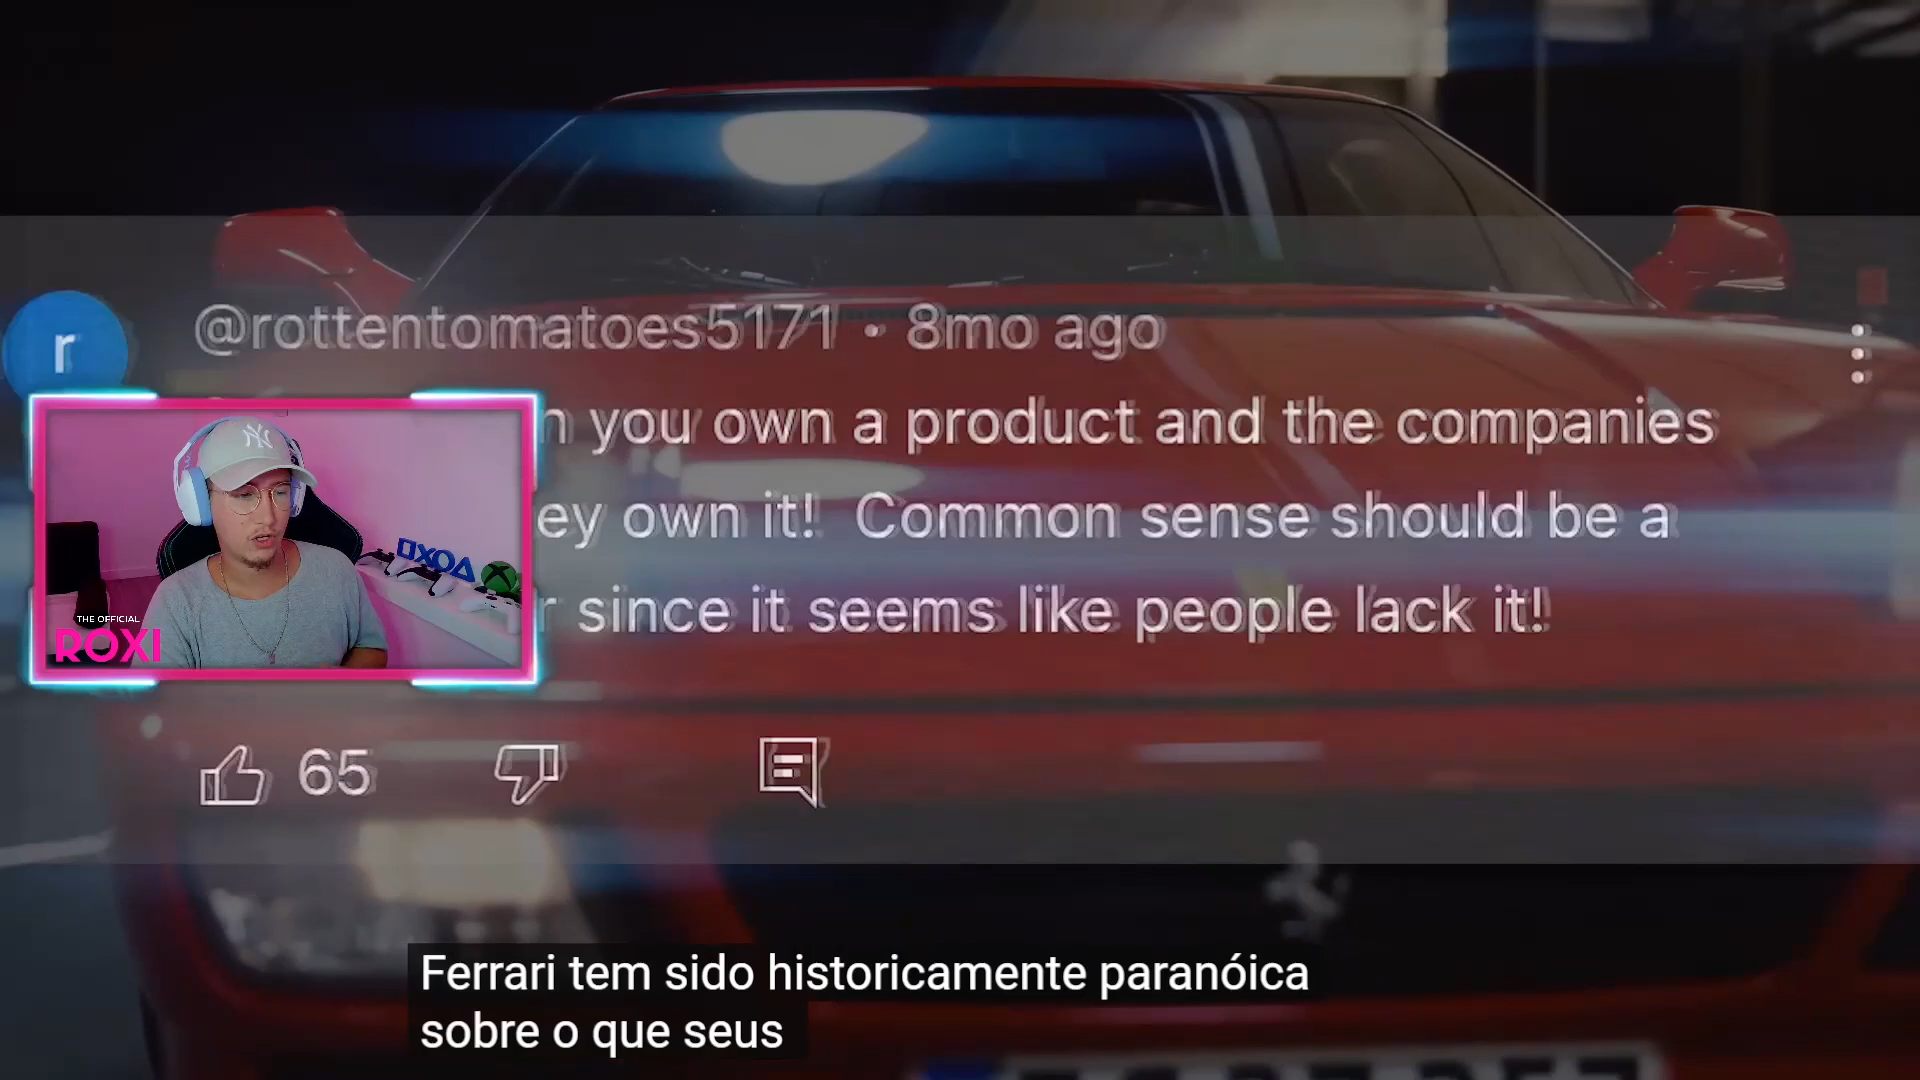 @rottentomatoes5171 · 8mo ago
r
you own a product and the companies
own it! Common sense should be a
since it seems like people lack it!
NY
THE OFFICIAL
ROXI
65
Ferrari tem sido historicamente paranóica
sobre o que seus